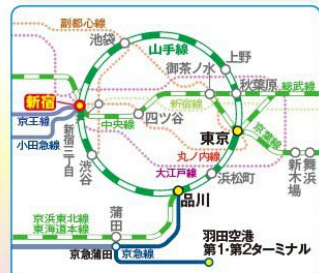 副都心線
池袋
山手線
上野
御茶ノ水
秋葉原
総武線
新宿
新宿線
京王線
中央線
四ツ谷
東京
京葉線
小田急線
新宿三丁目
丸ノ内線
渋谷
大江戸線
浜松町
新木場
舞浜
品川
京浜東北線
東海道本線
蒲田
京急蒲田
京急線
羽田空港
第1・第2ターミナル